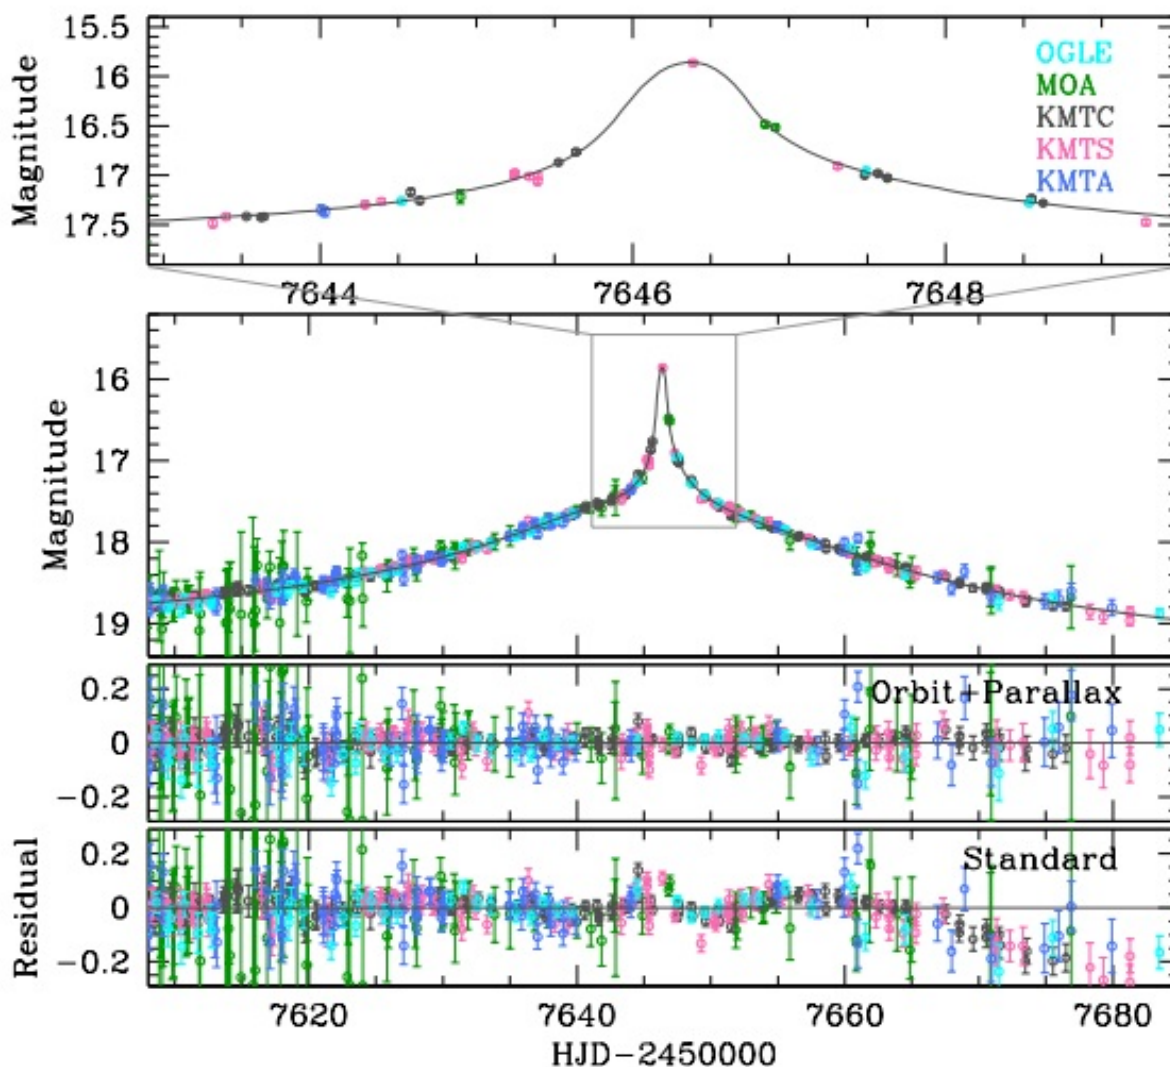 15.5
16
16.5
17
17.5
Magnitude
OGLE
MOA
KMTC
KMTS
KMTA
7644 7646 7648
16
17
18
19
Magnitude
0.2
0
-0.2
Orbit+Parallax
0.2
0
-0.2
Residual
Standard
7620 7640 7660 7680
HJD-2450000